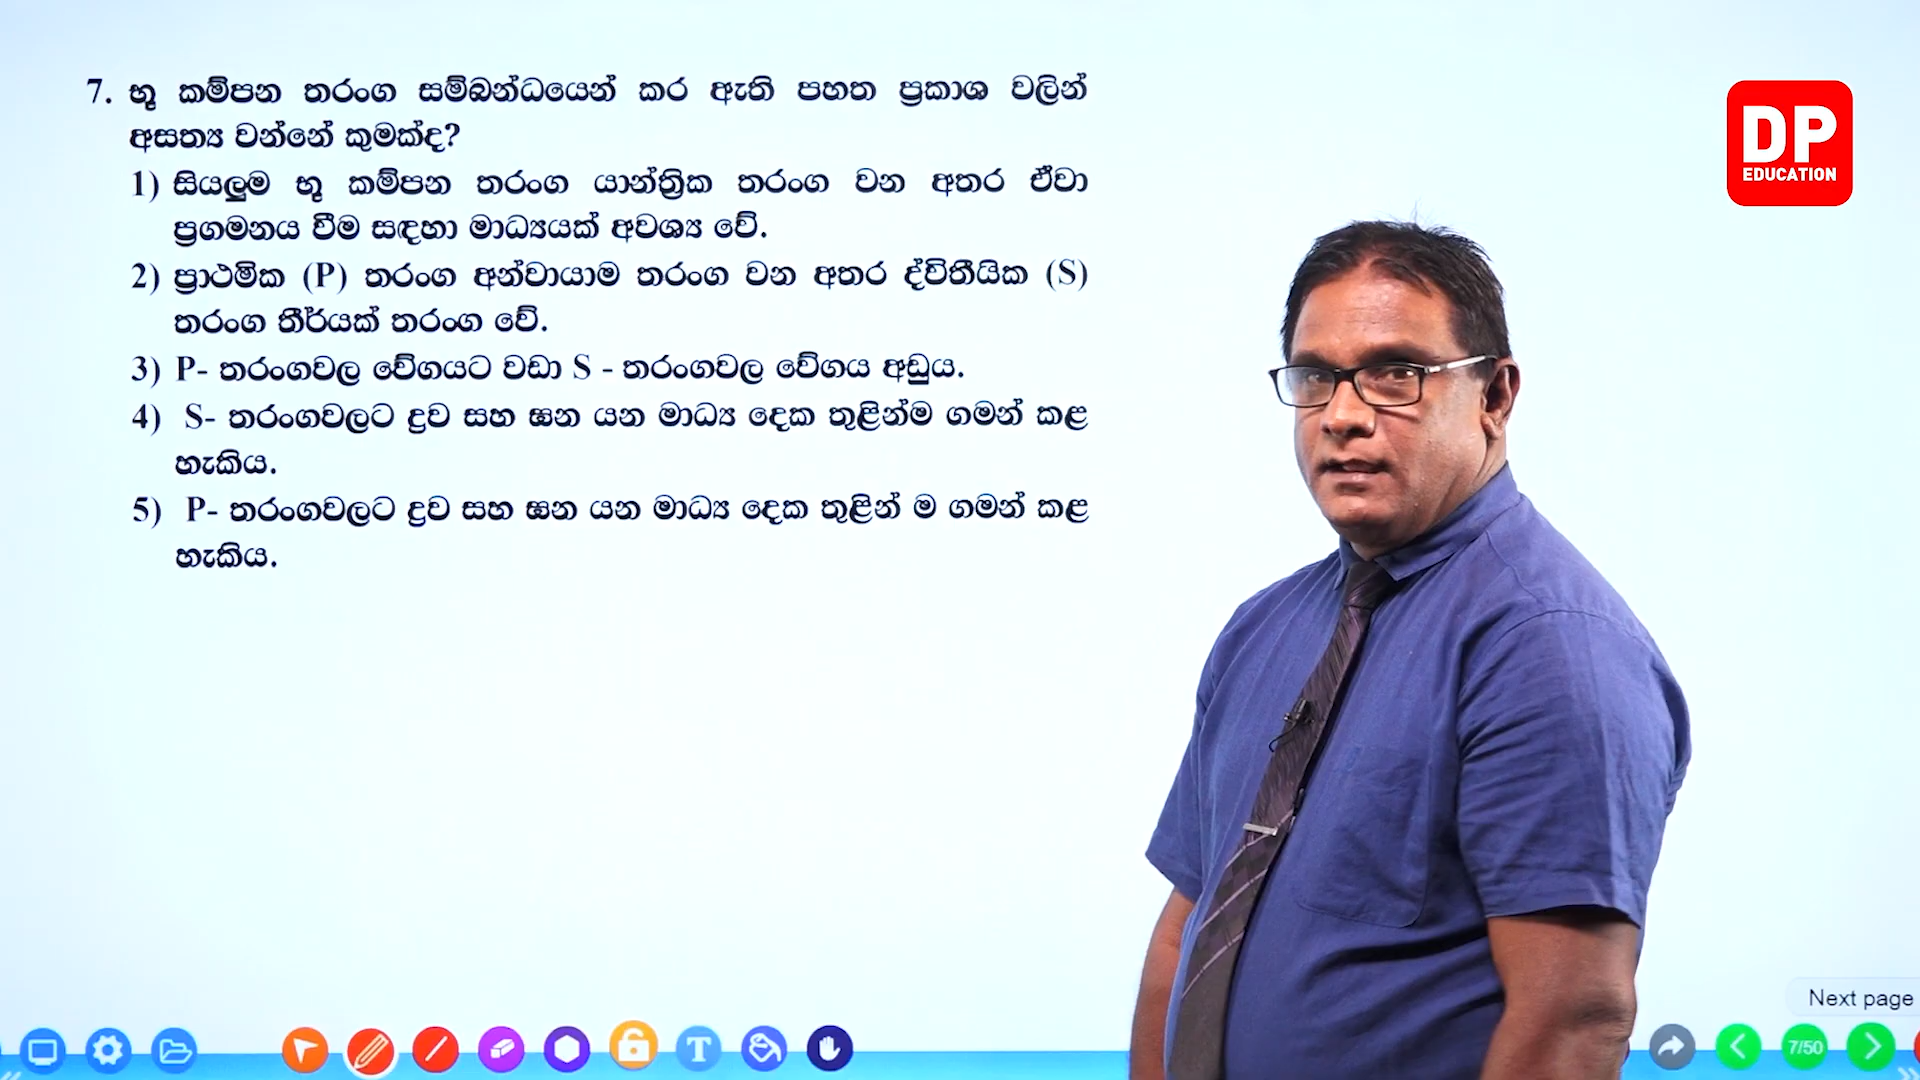 7. භූ කම්පන තරංග සම්බන්ධයෙන් කර ඇති පහත ප්‍රකාශ වලින්
අසත්‍ය වන්නේ කුමක්ද?
1) සියලුම භූ කම්පන තරංග යාන්ත්‍රික තරංග වන අතර ඒවා
ප්‍රගමනය වීම සඳහා මාධ්‍යයක් අවශ්‍ය වේ.
2) ප්‍රාථමික (P) තරංග අන්වායාම තරංග වන අතර ද්විතීයික (S)
තරංග තීර්යක් තරංග වේ.
3) P- තරංගවල වේගයට වඩා S - තරංගවල වේගය අඩුය.
4) S- තරංගවලට ද්‍රව සහ ඝන යන මාධ්‍ය දෙක තුළින්ම ගමන් කළ
හැකිය.
5) P- තරංගවලට ද්‍රව සහ ඝන යන මාධ්‍ය දෙක තුළින් ම ගමන් කළ
හැකිය.
DP
EDUCATION
Next page
T
7/50